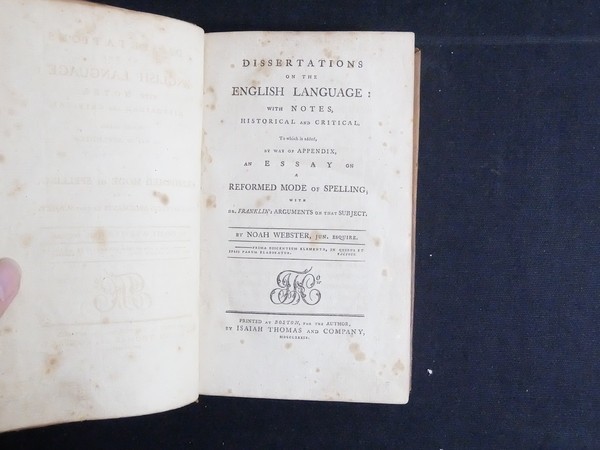 DISSERTATIONS
ON THE
ENGLISH LANGUAGE:
WITH NOTES,
HISTORICAL AND CRITICAL.
To which is added,
BY WAY OF APPENDIX,
AN ESSAY ON
A
REFORMED MODE OF SPELLING,
WITH
DR. FRANKLIN'S ARGUMENTS ON THAT SUBJECT.
BY NOAH WEBSTER, JUN. ESQUIRE.
PRINTED AT BOSTON, FOR THE AUTHOR,
BY ISAIAH THOMAS AND COMPANY,
MDCCLXXXIX.